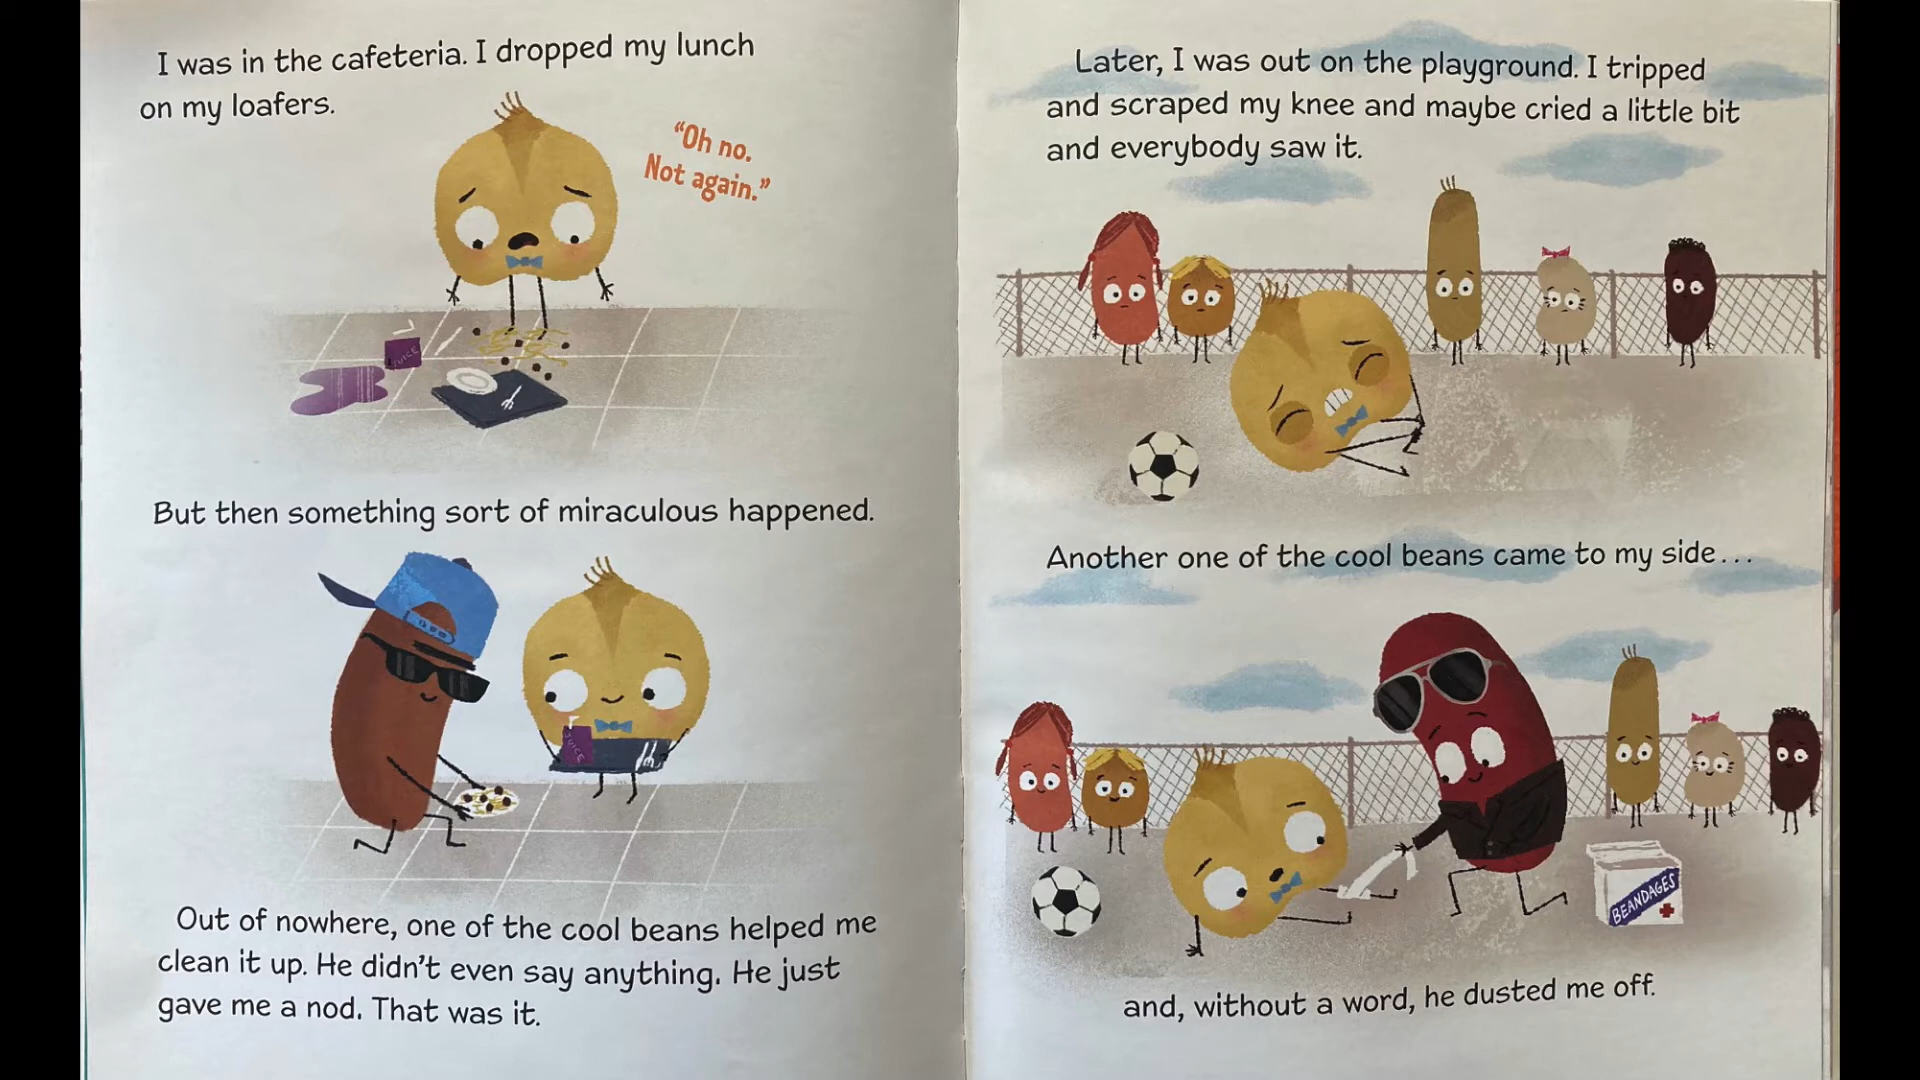 I was in the cafeteria. I dropped my lunch
on my loafers.
“Oh no.
Not again.”
JUICE
But then something sort of miraculous happened.
JUICE
Out of nowhere, one of the cool beans helped me
clean it up. He didn’t even say anything. He just
gave me a nod. That was it.
Later, I was out on the playground. I tripped
and scraped my knee and maybe cried a little bit
and everybody saw it.
Another one of the cool beans came to my side...
BEANDAGES
and, without a word, he dusted me off.